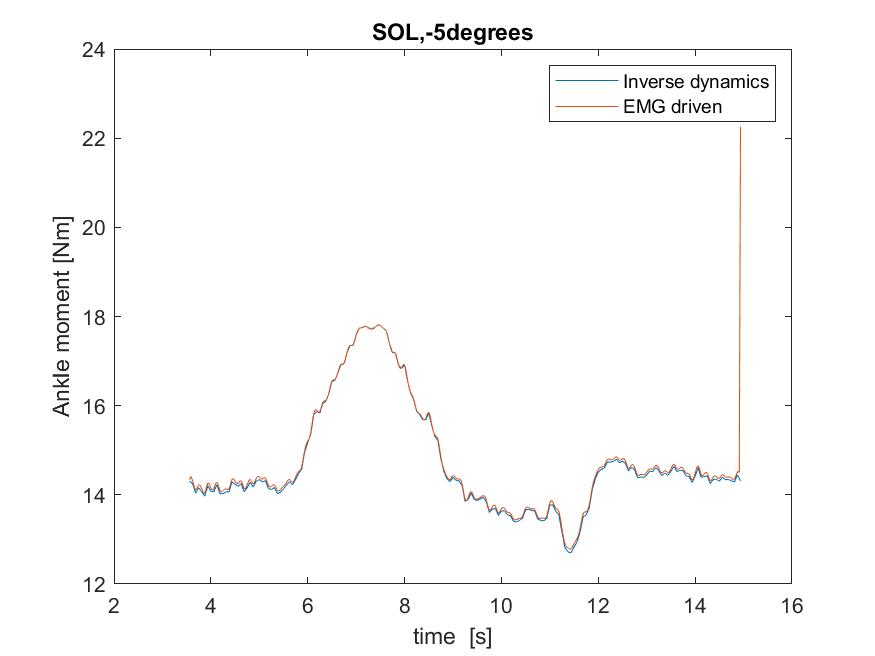 SOL,-5degrees
24
22
20
18
16
14
12
Ankle moment [Nm]
Inverse dynamics
EMG driven
2 4 6 8 10 12 14 16
time [s]